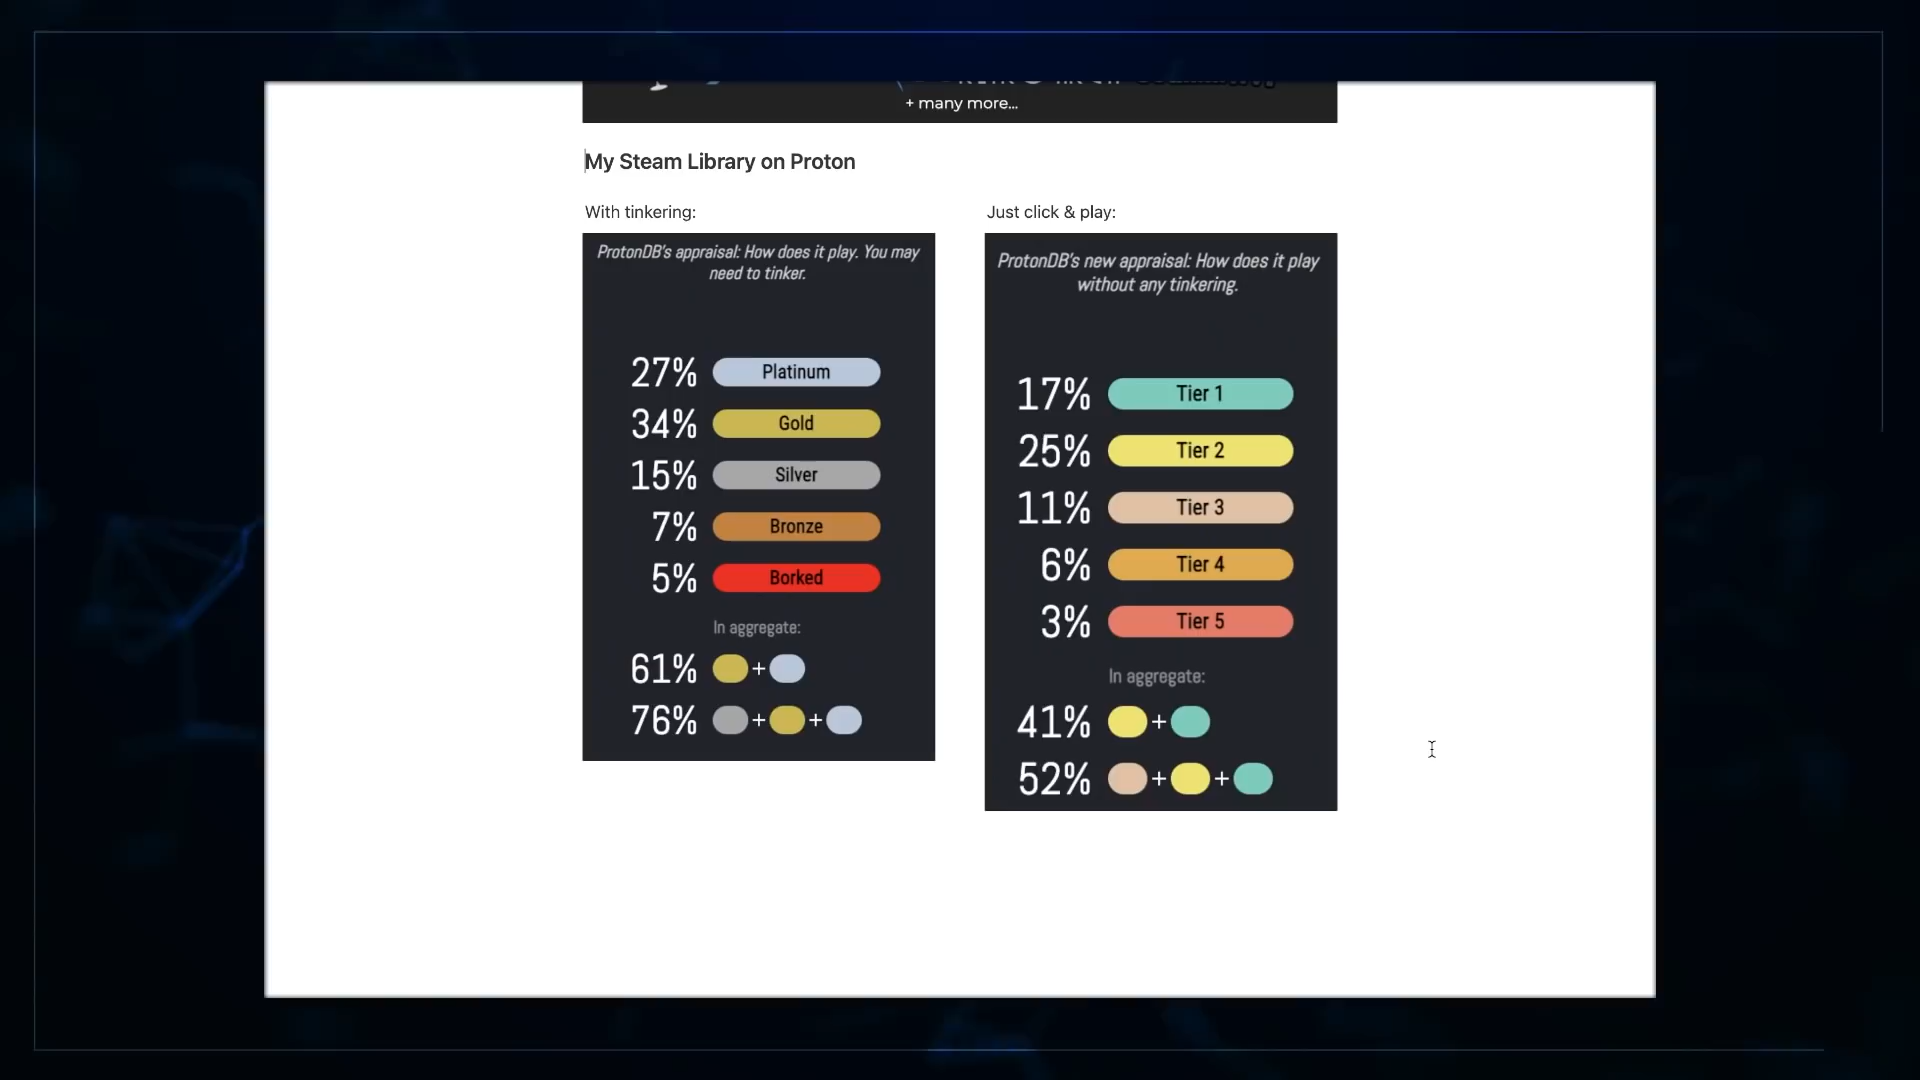 + many more...
My Steam Library on Proton
With tinkering:
ProtonDB's appraisal: How does it play. You may
need to tinker.
27% Platinum
34% Gold
15% Silver
7% Bronze
5% Borked
In aggregate:
61% +
76% + +
Just click & play:
ProtonDB's new appraisal: How does it play
without any tinkering.
17% Tier 1
25% Tier 2
11% Tier 3
6% Tier 4
3% Tier 5
In aggregate:
41% +
52% + +